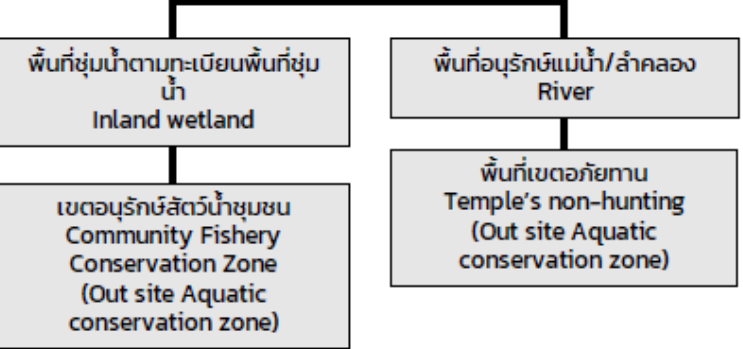 พื้นที่ชุ่มน้ำตามทะเบียนพื้นที่ชุ่ม
น้ำ
Inland wetland
เขตอนุรักษ์สัตว์น้ำชุมชน
Community Fishery
Conservation Zone
(Out site Aquatic
conservation zone)
พื้นที่อนุรักษ์แม่น้ำ/ลำคลอง
River
พื้นที่เขตอภัยทาน
Temple's non-hunting
(Out site Aquatic
conservation zone)